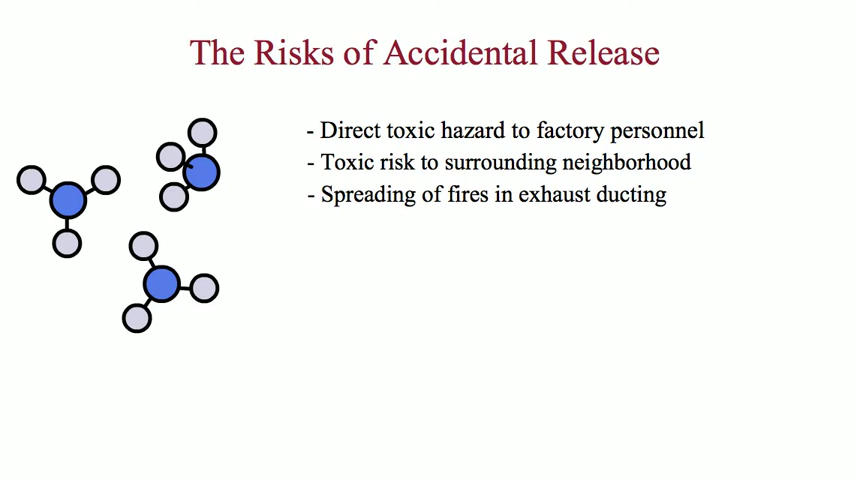 The Risks of Accidental Release
- Direct toxic hazard to factory personnel
- Toxic risk to surrounding neighborhood
- Spreading of fires in exhaust ducting